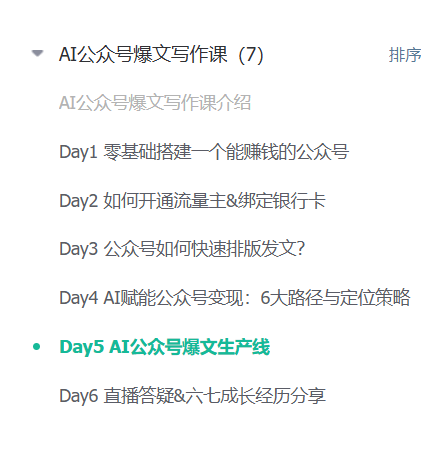 AI公众号爆文写作课（7） 排序
AI公众号爆文写作课介绍
Day1 零基础搭建一个能赚钱的公众号
Day2 如何开通流量主&绑定银行卡
Day3 公众号如何快速排版发文？
Day4 AI赋能公众号变现：6大路径与定位策略
Day5 AI公众号爆文生产线
Day6 直播答疑&六七成长经历分享